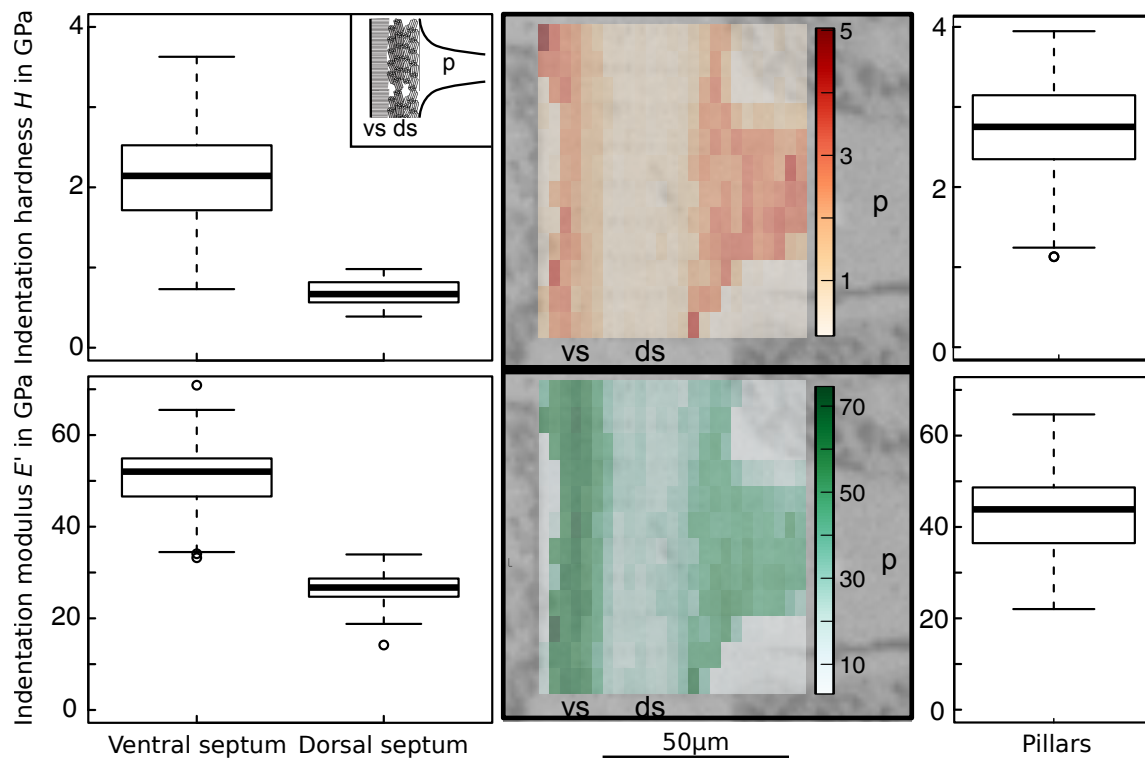 Indentation hardness H in GPa
4
2
0
p
vs ds
5
3
1
p
vs ds
4
2
0
Indentation modulus E' in GPa
60
40
20
0
70
50
30
10
p
L
vs ds
60
40
20
0
Ventral septum Dorsal septum
50μm
Pillars